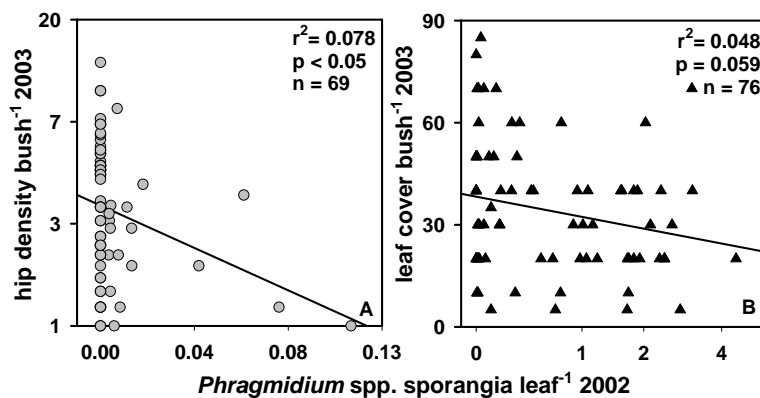 20
7
3
1
hip density bush⁻¹ 2003
r²= 0.078
p < 0.05
n = 69
A
0.00 0.04 0.08 0.13
90
60
30
0
leaf cover bush⁻¹ 2003
r²= 0.048
p = 0.059
n = 76
B
0 1 2 4
Phragmidium spp. sporangia leaf⁻¹ 2002